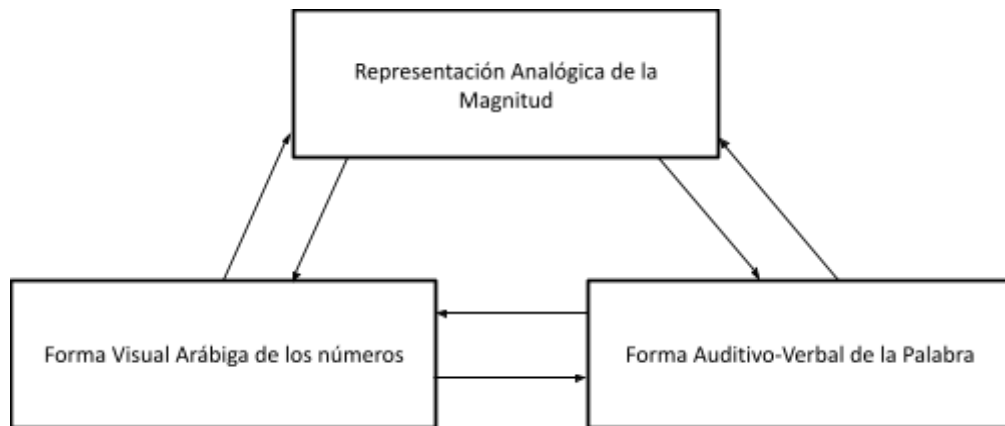 Representación Analógica de la
Magnitud
Forma Visual Arábiga de los números
Forma Auditivo-Verbal de la Palabra